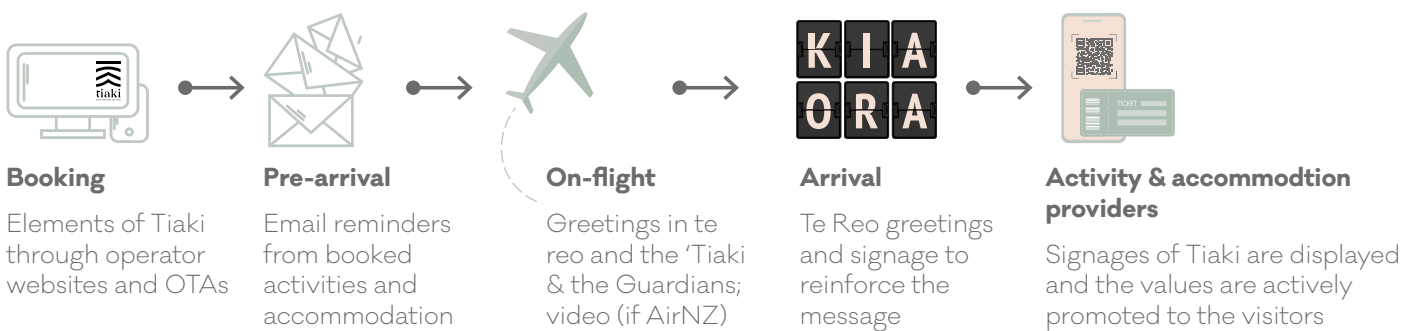 tiaki
KIA
ORA
TICKET
Booking
Elements of Tiaki
through operator
websites and OTAs
Pre-arrival
Email reminders
from booked
activities and
accommodation
On-flight
Greetings in te
reo and the ‘Tiaki
& the Guardians;
video (if AirNZ)
Arrival
Te Reo greetings
and signage to
reinforce the
message
Activity & accommodtion
providers
Signages of Tiaki are displayed
and the values are actively
promoted to the visitors